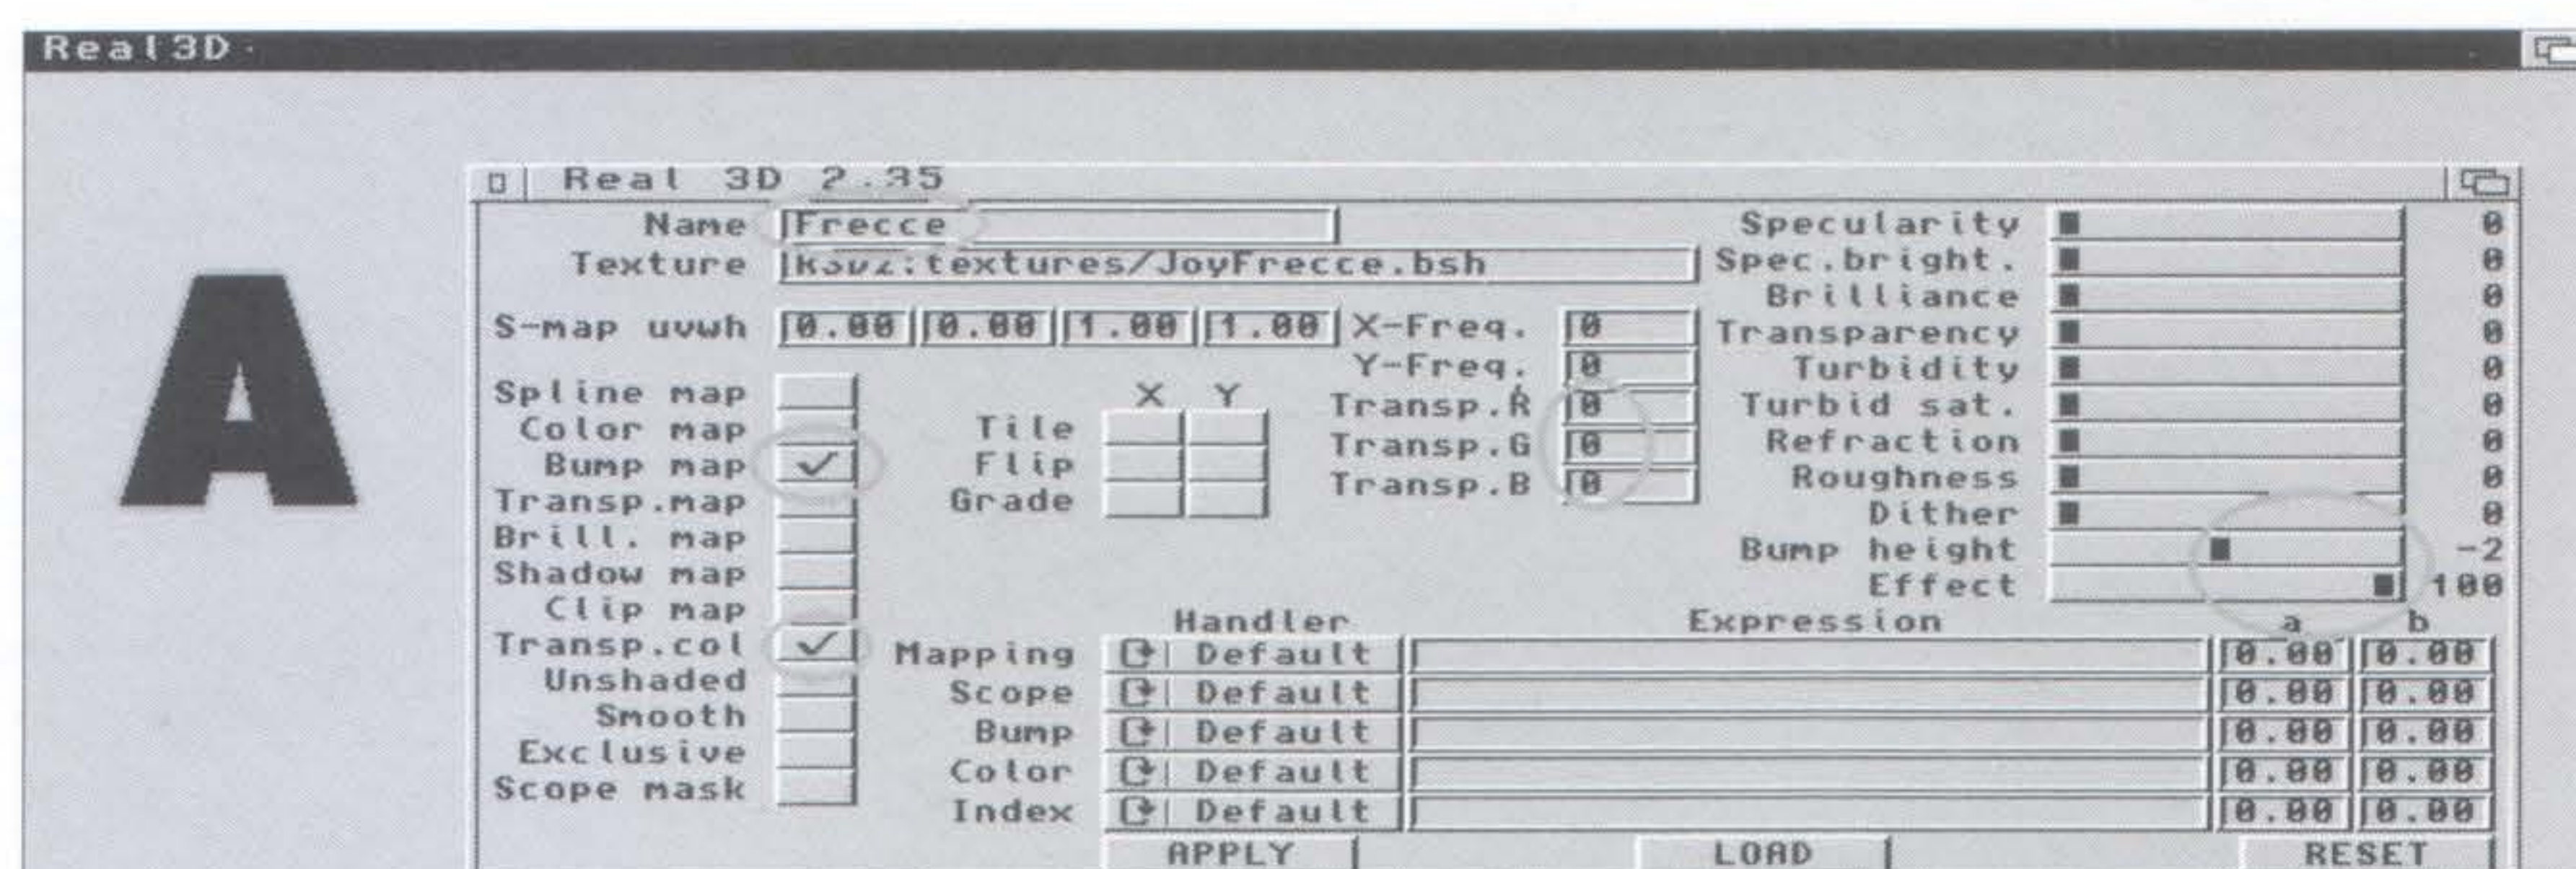 Real3D
A
Real 3D 2.35
Name Frecce
Texture R3D2:textures/JoyFrecce.bsh
S-map uvwh 0.00 0.00 1.00 1.00
X-Freq. 0
Y-Freq. 0
Transp.R 0
Transp.G 0
Transp.B 0
Spline map
Color map
Bump map
Transp.map
Brill. map
Shadow map
Clip map
Transp.col
Unshaded
Smooth
Exclusive
Scope mask
X Y
Tile
Flip
Grade
Specularity 0
Spec.bright. 0
Brilliance 0
Transparency 0
Turbidity 0
Turbid sat. 0
Refraction 0
Roughness 0
Dither 0
Bump height -2
Effect 100
Handler Expression a b
Mapping Default 0.00 0.00
Scope Default 0.00 0.00
Bump Default 0.00 0.00
Color Default 0.00 0.00
Index Default 0.00 0.00
APPLY LOAD RESET